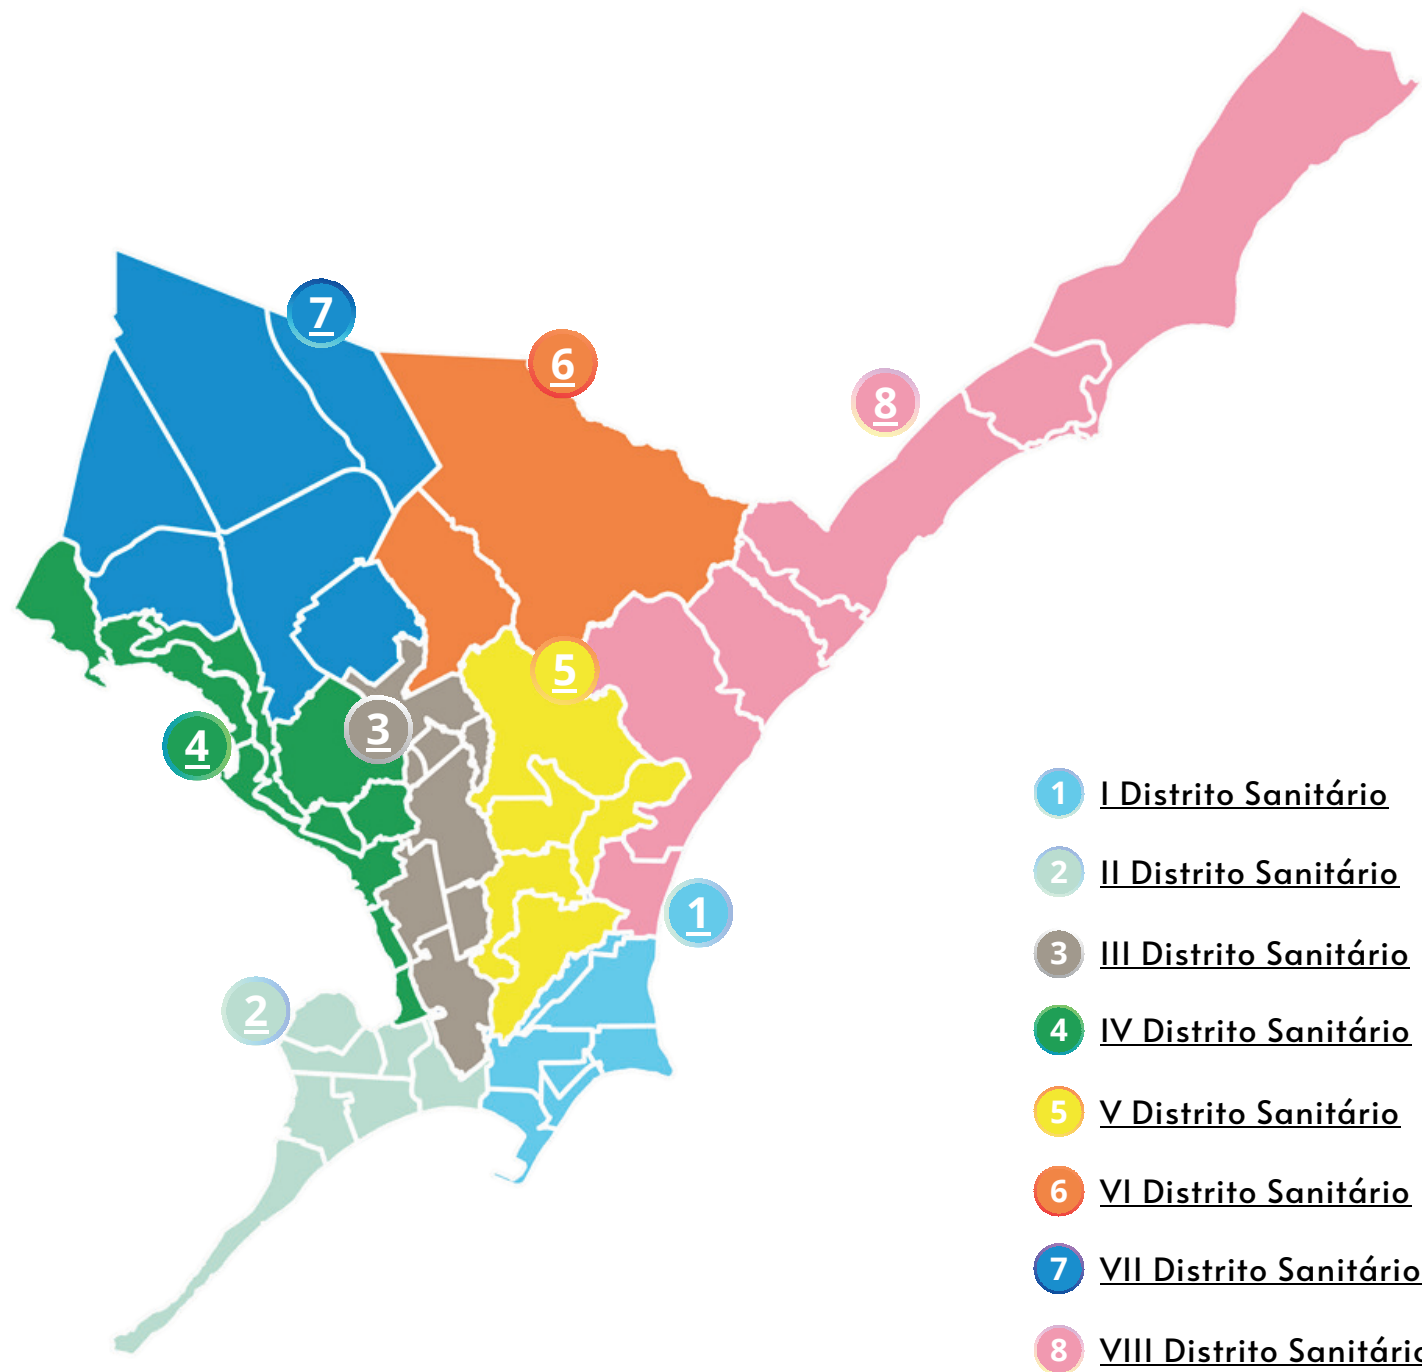 7
6
8
5
3
4
1
2
1 I Distrito Sanitário
2 II Distrito Sanitário
3 III Distrito Sanitário
4 IV Distrito Sanitário
5 V Distrito Sanitário
6 VI Distrito Sanitário
7 VII Distrito Sanitário
8 VIII Distrito Sanitário